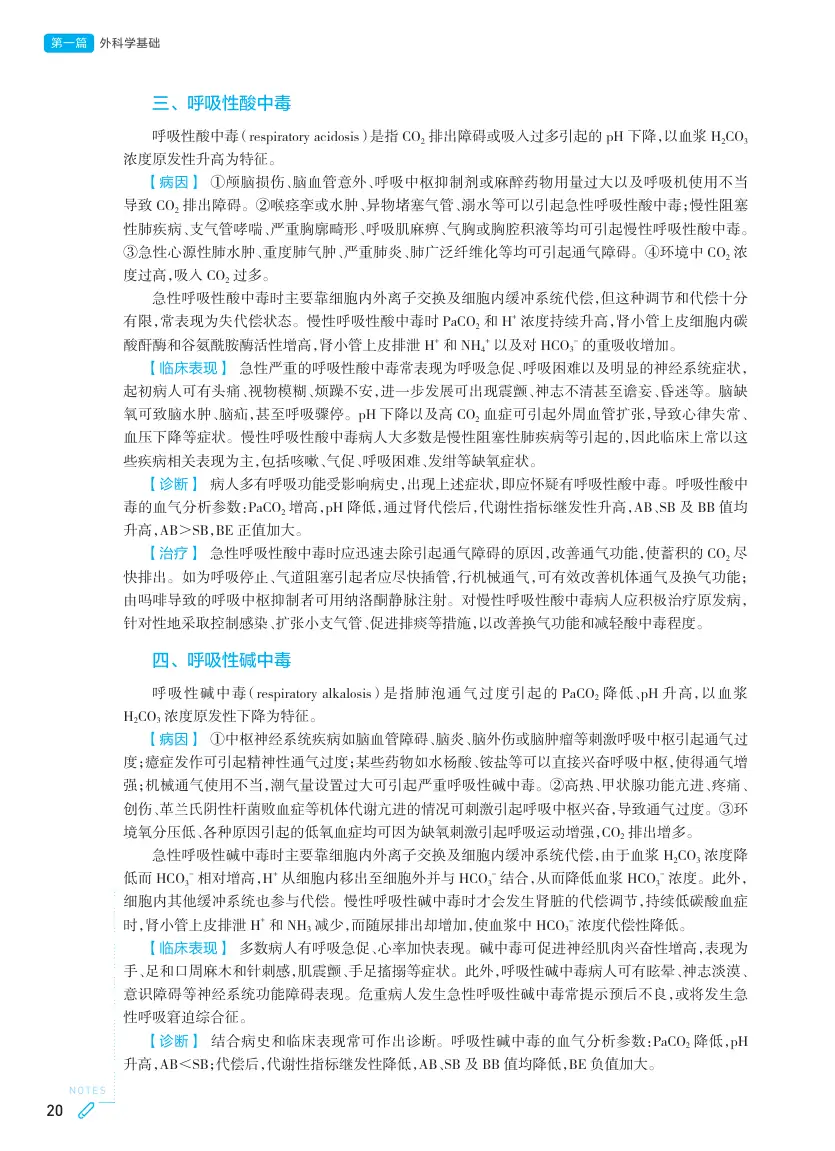 第一篇 外科学基础
三、呼吸性酸中毒
呼吸性酸中毒（respiratory acidosis）是指 CO₂ 排出障碍或吸入过多引起的 pH 下降，以血浆 H₂CO₃
浓度原发性升高为特征。
【病因】 ①颅脑损伤、脑血管意外、呼吸中枢抑制剂或麻醉药物用量过大以及呼吸机使用不当
导致 CO₂ 排出障碍。②喉痉挛或水肿、异物堵塞气管、溺水等可以引起急性呼吸性酸中毒；慢性阻塞
性肺疾病、支气管哮喘、严重胸廓畸形、呼吸肌麻痹、气胸或胸腔积液等均可引起慢性呼吸性酸中毒。
③急性心源性肺水肿、重度肺气肿、严重肺炎、肺广泛纤维化等均可引起通气障碍。④环境中 CO₂ 浓
度过高，吸入 CO₂ 过多。
急性呼吸性酸中毒时主要靠细胞内外离子交换及细胞内缓冲系统代偿，但这种调节和代偿十分
有限，常表现为失代偿状态。慢性呼吸性酸中毒时 PaCO₂ 和 H⁺ 浓度持续升高，肾小管上皮细胞内碳
酸酐酶和谷氨酰胺酶活性增高，肾小管上皮排泄 H⁺ 和 NH₄⁺ 以及对 HCO₃⁻ 的重吸收增加。
【临床表现】 急性严重的呼吸性酸中毒常表现为呼吸急促、呼吸困难以及明显的神经系统症状，
起初病人可有头痛、视物模糊、烦躁不安，进一步发展可出现震颤、神志不清甚至谵妄、昏迷等。脑缺
氧可致脑水肿、脑疝，甚至呼吸骤停。pH 下降以及高 CO₂ 血症可引起外周血管扩张，导致心律失常、
血压下降等症状。慢性呼吸性酸中毒病人大多数是慢性阻塞性肺疾病等引起的，因此临床上常以这
些疾病相关表现为主，包括咳嗽、气促、呼吸困难、发绀等缺氧症状。
【诊断】 病人多有呼吸功能受影响病史，出现上述症状，即应怀疑有呼吸性酸中毒。呼吸性酸中
毒的血气分析参数：PaCO₂ 增高，pH 降低，通过肾代偿后，代谢性指标继发性升高，AB、SB 及 BB 值均
升高，AB＞SB，BE 正值加大。
【治疗】 急性呼吸性酸中毒时应迅速去除引起通气障碍的原因，改善通气功能，使蓄积的 CO₂ 尽
快排出。如为呼吸停止、气道阻塞引起者应尽快插管，行机械通气，可有效改善机体通气及换气功能；
由吗啡导致的呼吸中枢抑制者可用纳洛酮静脉注射。对慢性呼吸性酸中毒病人应积极治疗原发病，
针对性地采取控制感染、扩张小支气管、促进排痰等措施，以改善换气功能和减轻酸中毒程度。
四、呼吸性碱中毒
呼吸性碱中毒（respiratory alkalosis）是指肺泡通气过度引起的 PaCO₂ 降低、pH 升高，以血浆
H₂CO₃ 浓度原发性下降为特征。
【病因】 ①中枢神经系统疾病如脑血管障碍、脑炎、脑外伤或脑肿瘤等刺激呼吸中枢引起通气过
度；癔症发作可引起精神性通气过度；某些药物如水杨酸、铵盐等可以直接兴奋呼吸中枢，使得通气增
强；机械通气使用不当，潮气量设置过大可引起严重呼吸性碱中毒。②高热、甲状腺功能亢进、疼痛、
创伤、革兰氏阴性杆菌败血症等机体代谢亢进的情况可刺激引起呼吸中枢兴奋，导致通气过度。③环
境氧分压低、各种原因引起的低氧血症均可因为缺氧刺激引起呼吸运动增强，CO₂ 排出增多。
急性呼吸性碱中毒时主要靠细胞内外离子交换及细胞内缓冲系统代偿，由于血浆 H₂CO₃ 浓度降
低而 HCO₃⁻ 相对增高，H⁺ 从细胞内移出至细胞外并与 HCO₃⁻ 结合，从而降低血浆 HCO₃⁻ 浓度。此外，
细胞内其他缓冲系统也参与代偿。慢性呼吸性碱中毒时才会发生肾脏的代偿调节，持续低碳酸血症
时，肾小管上皮排泄 H⁺ 和 NH₃ 减少，而随尿排出却增加，使血浆中 HCO₃⁻ 浓度代偿性降低。
【临床表现】 多数病人有呼吸急促、心率加快表现。碱中毒可促进神经肌肉兴奋性增高，表现为
手、足和口周麻木和针刺感，肌震颤、手足搐搦等症状。此外，呼吸性碱中毒病人可有眩晕、神志淡漠、
意识障碍等神经系统功能障碍表现。危重病人发生急性呼吸性碱中毒常提示预后不良，或将发生急
性呼吸窘迫综合征。
【诊断】 结合病史和临床表现常可作出诊断。呼吸性碱中毒的血气分析参数：PaCO₂ 降低，pH
升高，AB＜SB；代偿后，代谢性指标继发性降低，AB、SB 及 BB 值均降低，BE 负值加大。
NOTES
20